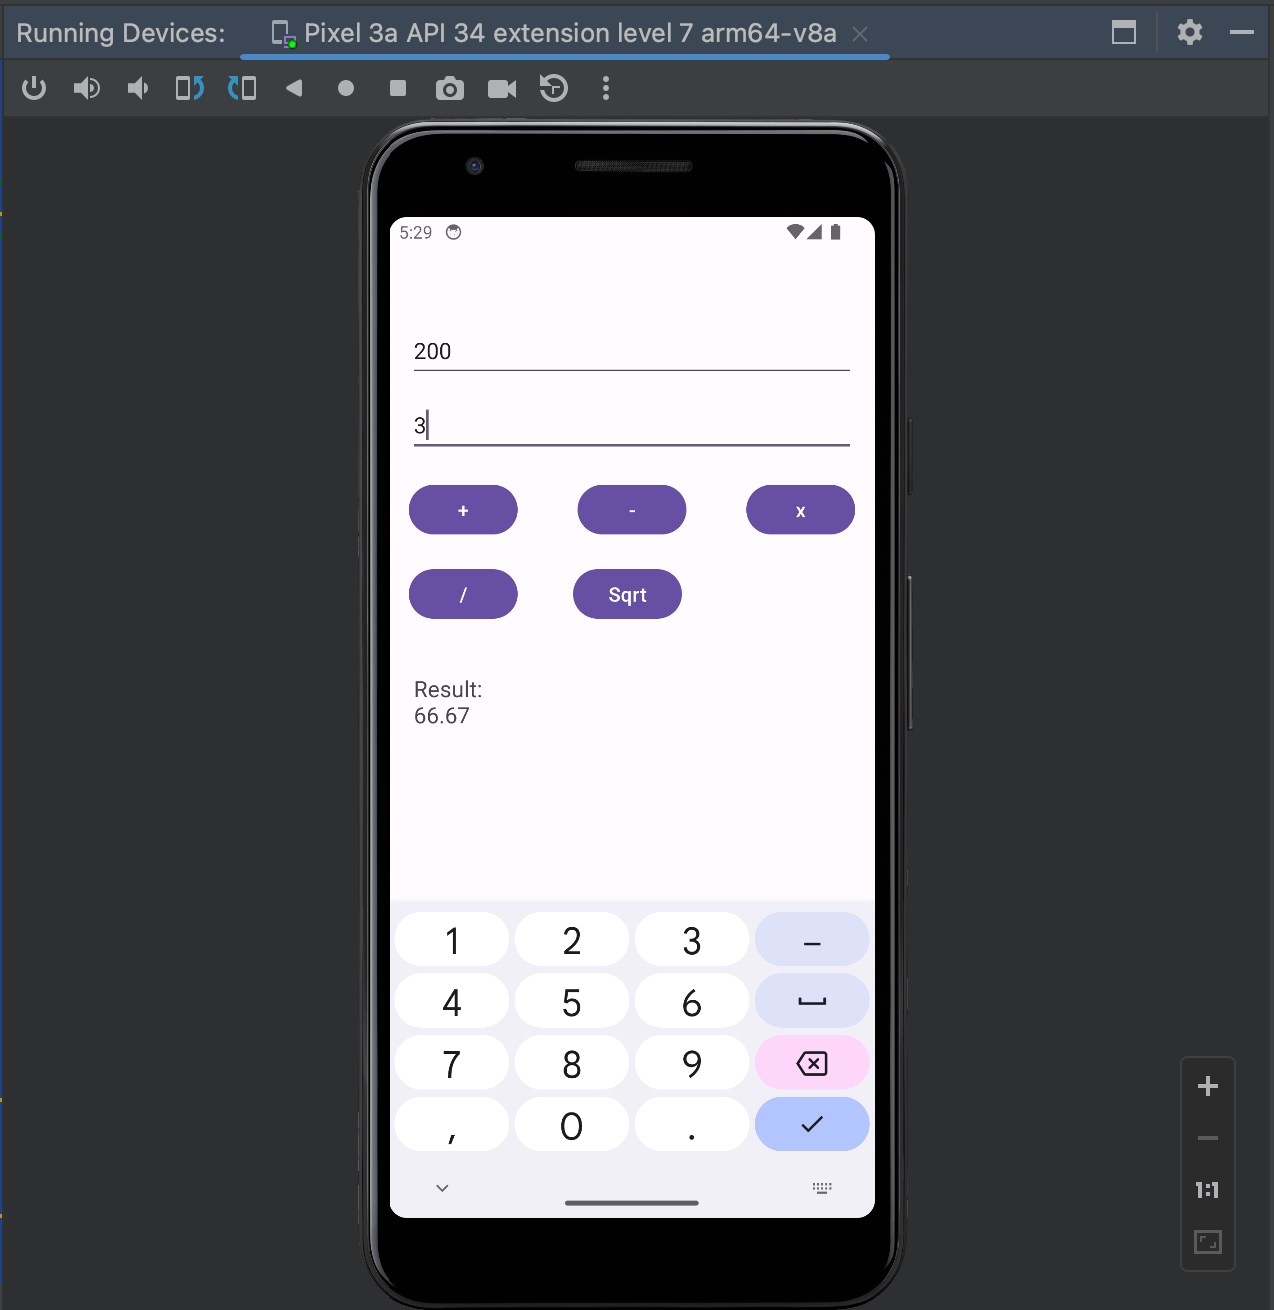 Running Devices: Pixel 3a API 34 extension level 7 arm64-v8a
5:29
200
3
+ - x
/ Sqrt
Result:
66.67
1 2 3 –
4 5 6
7 8 9
, 0 .
1:1